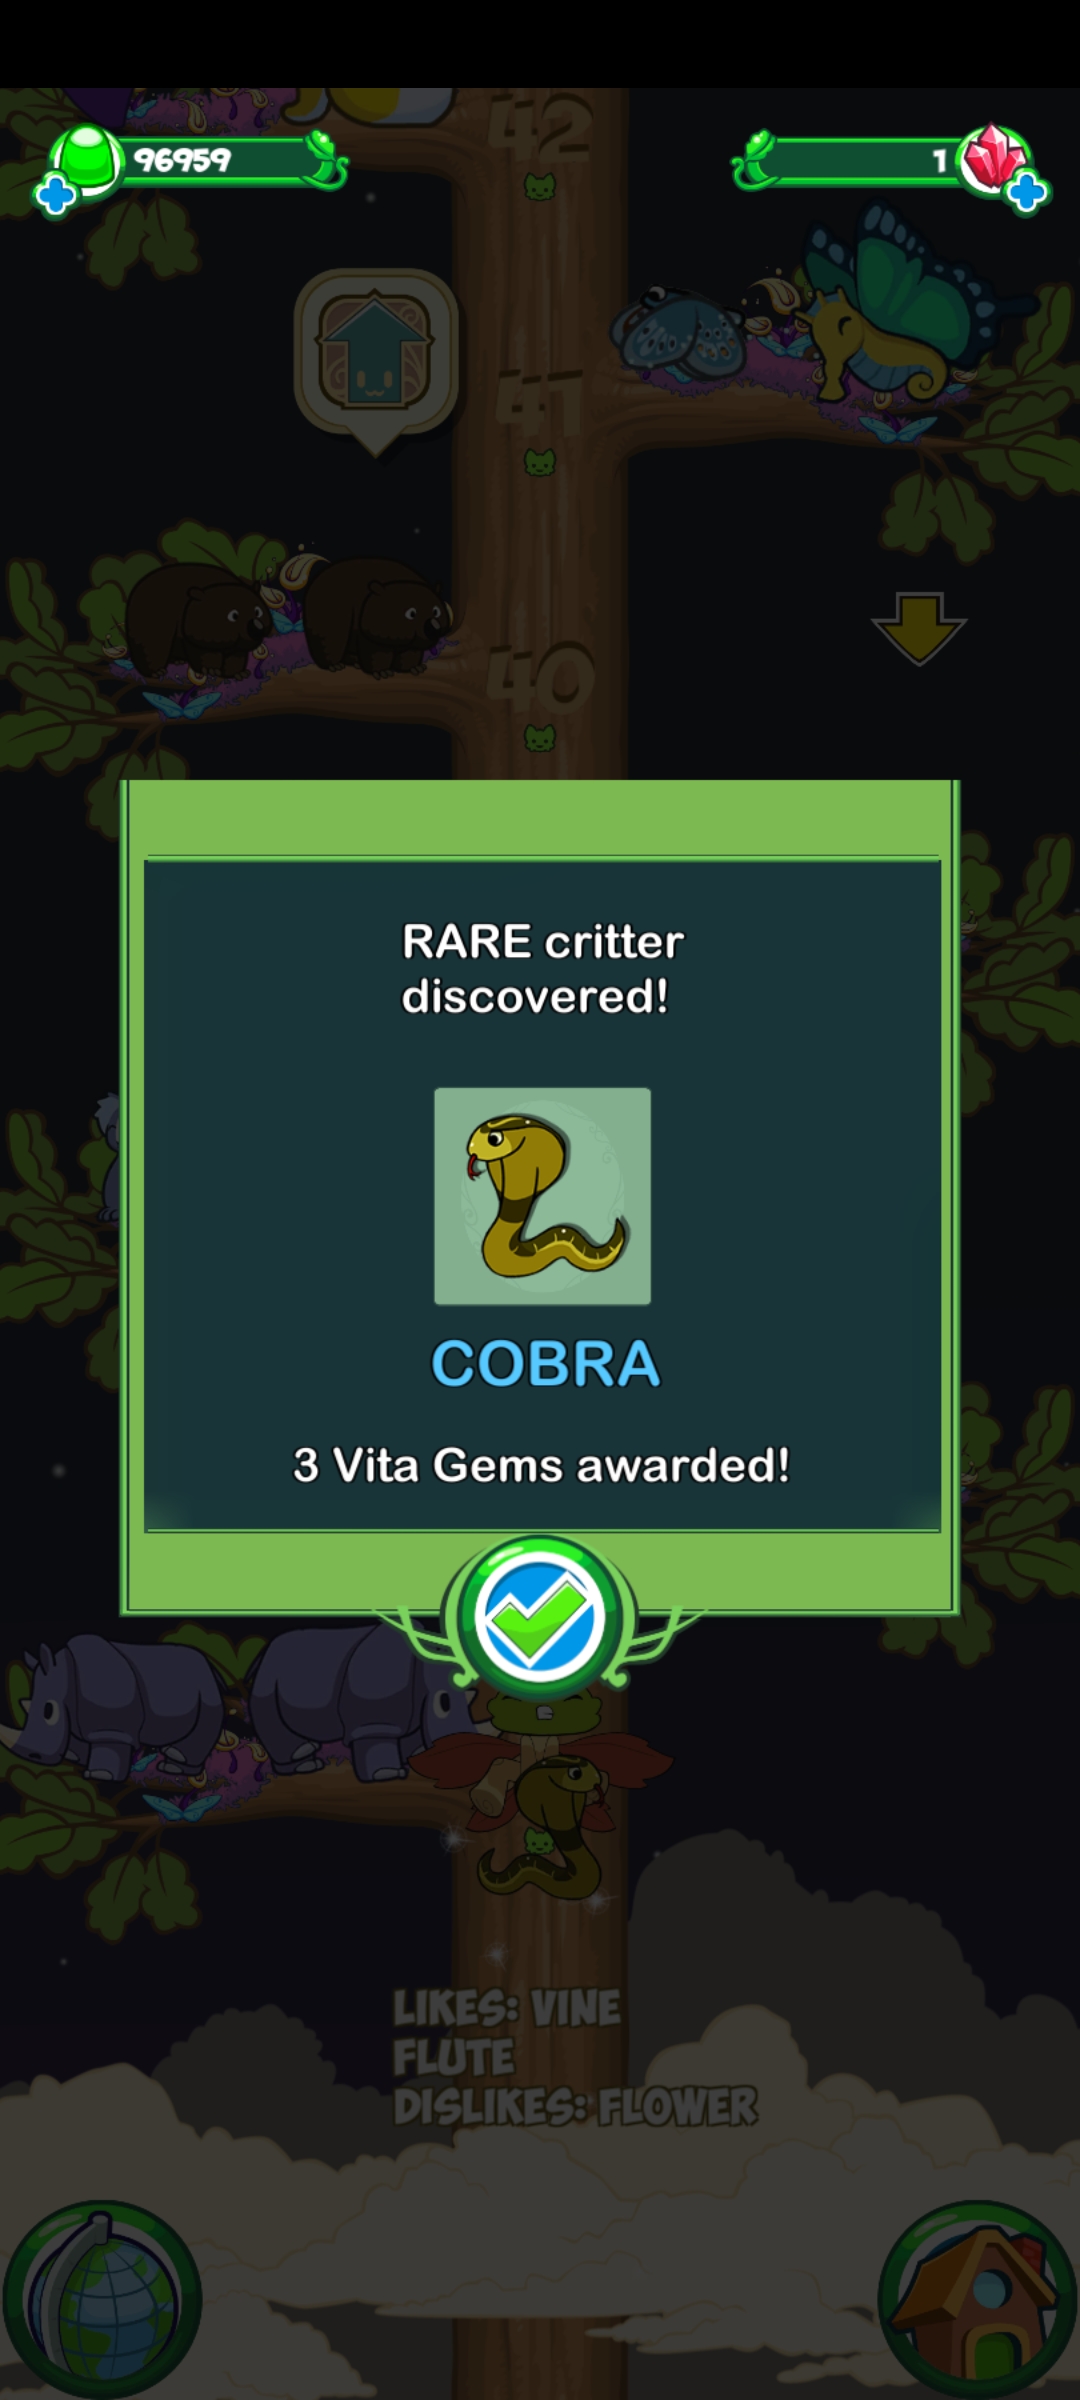 42
96959
1
41
40
RARE critter
discovered!
COBRA
3 Vita Gems awarded!
LIKES: VINE
FLUTE
DISLIKES: FLOWER